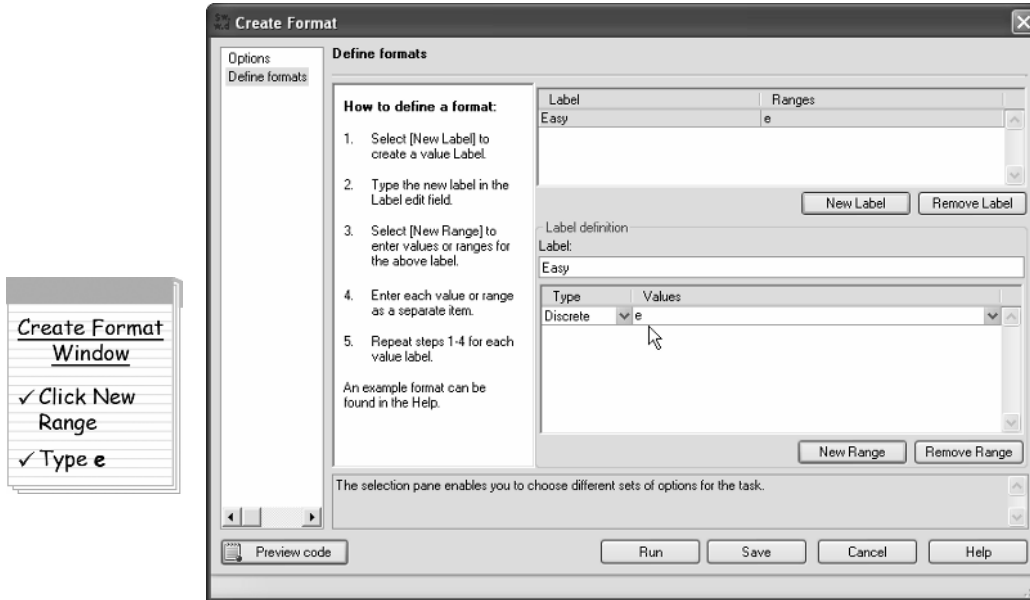 Create Format
Window
✓ Click New
Range
✓ Type e
Create Format
Options
Define formats
Define formats
How to define a format:
1. Select [New Label] to
create a value Label.
2. Type the new label in the
Label edit field.
3. Select [New Range] to
enter values or ranges for
the above label.
4. Enter each value or range
as a separate item.
5. Repeat steps 1-4 for each
value label.
An example format can be
found in the Help.
Label Ranges
Easy e
New Label Remove Label
Label definition
Label:
Easy
Type Values
Discrete e
New Range Remove Range
The selection pane enables you to choose different sets of options for the task.
Preview code Run Save Cancel Help